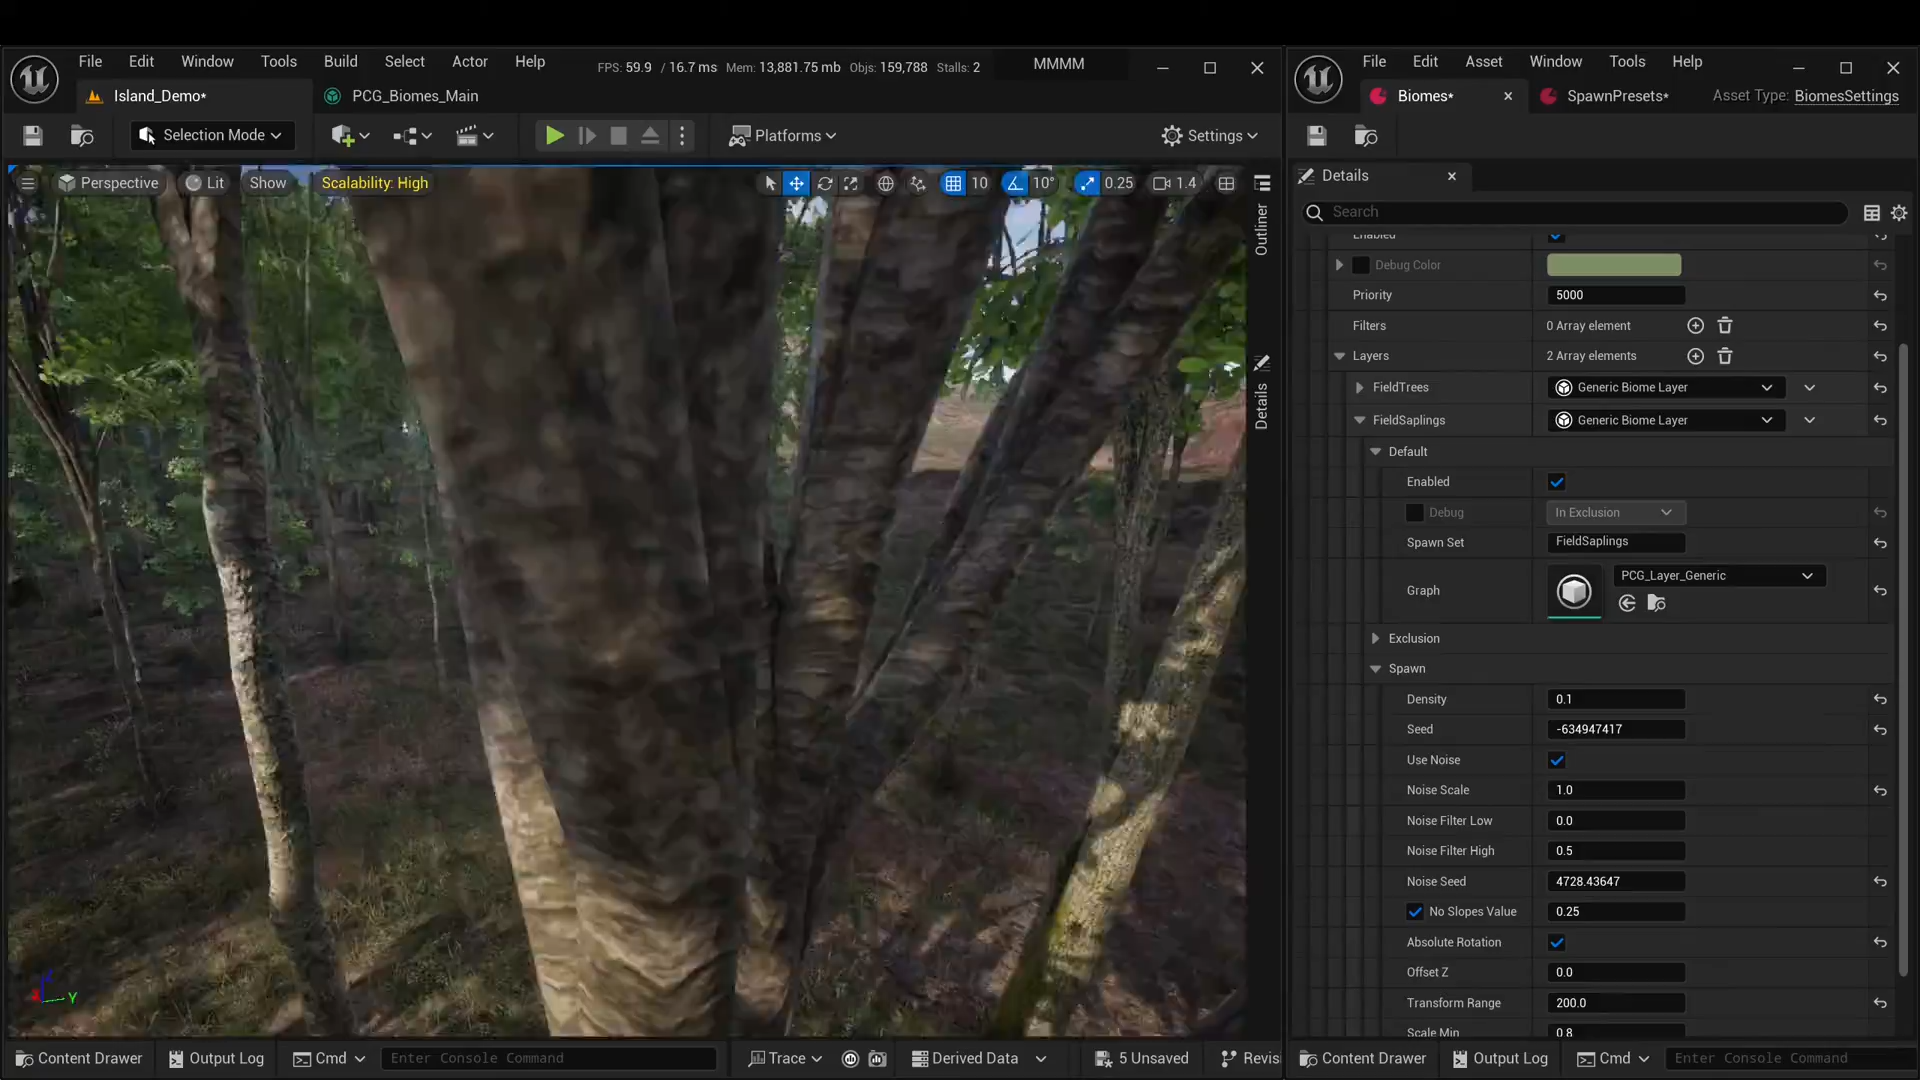 File Edit Window Tools Build Select Actor Help
FPS: 59.9 / 16.7 ms Mem: 13,881.75 mb Objs: 159,788 Stalls: 2
MMMM
Island_Demo*
PCG_Biomes_Main
Selection Mode
Platforms
Settings
Perspective
Lit
Show
Scalability: High
10
10°
0.25
1.4
Outliner
Details
Y
Content Drawer
Output Log
Cmd
Enter Console Command
Trace
Derived Data
5 Unsaved
Revisi
File Edit Asset Window Tools Help
Biomes*
SpawnPresets*
Asset Type: BiomesSettings
Details
Search
Enabled
Debug Color
Priority 5000
Filters 0 Array element
Layers 2 Array elements
FieldTrees Generic Biome Layer
FieldSaplings Generic Biome Layer
Default
Enabled
Debug In Exclusion
Spawn Set FieldSaplings
Graph PCG_Layer_Generic
Exclusion
Spawn
Density 0.1
Seed -634947417
Use Noise
Noise Scale 1.0
Noise Filter Low 0.0
Noise Filter High 0.5
Noise Seed 4728.43647
No Slopes Value 0.25
Absolute Rotation
Offset Z 0.0
Transform Range 200.0
Scale Min 0.8
Content Drawer
Output Log
Cmd
Enter Console Command